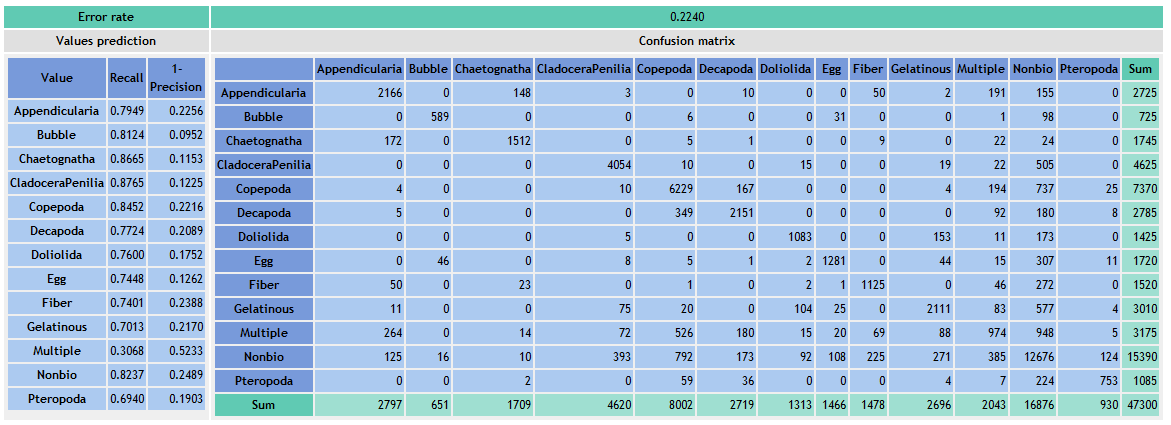 Error rate 0.2240
Values prediction Confusion matrix
Value Recall 1-Precision
Appendicularia 0.7949 0.2256
Bubble 0.8124 0.0952
Chaetognatha 0.8665 0.1153
CladoceraPenilia 0.8765 0.1225
Copepoda 0.8452 0.2216
Decapoda 0.7724 0.2089
Doliolida 0.7600 0.1752
Egg 0.7448 0.1262
Fiber 0.7401 0.2388
Gelatinous 0.7013 0.2170
Multiple 0.3068 0.5233
Nonbio 0.8237 0.2489
Pteropoda 0.6940 0.1903
Appendicularia Bubble Chaetognatha CladoceraPenilia Copepoda Decapoda Doliolida Egg Fiber Gelatinous Multiple Nonbio Pteropoda Sum
Appendicularia 2166 0 148 3 0 10 0 0 50 2 191 155 0 2725
Bubble 0 589 0 0 6 0 0 31 0 0 1 98 0 725
Chaetognatha 172 0 1512 0 5 1 0 0 9 0 22 24 0 1745
CladoceraPenilia 0 0 0 4054 10 0 15 0 0 19 22 505 0 4625
Copepoda 4 0 0 10 6229 167 0 0 0 4 194 737 25 7370
Decapoda 5 0 0 0 349 2151 0 0 0 0 92 180 8 2785
Doliolida 0 0 0 5 0 0 1083 0 0 153 11 173 0 1425
Egg 0 46 0 8 5 1 2 1281 0 44 15 307 11 1720
Fiber 50 0 23 0 1 0 2 1 1125 0 46 272 0 1520
Gelatinous 11 0 0 75 20 0 104 25 0 2111 83 577 4 3010
Multiple 264 0 14 72 526 180 15 20 69 88 974 948 5 3175
Nonbio 125 16 10 393 792 173 92 108 225 271 385 12676 124 15390
Pteropoda 0 0 2 0 59 36 0 0 0 4 7 224 753 1085
Sum 2797 651 1709 4620 8002 2719 1313 1466 1478 2696 2043 16876 930 47300